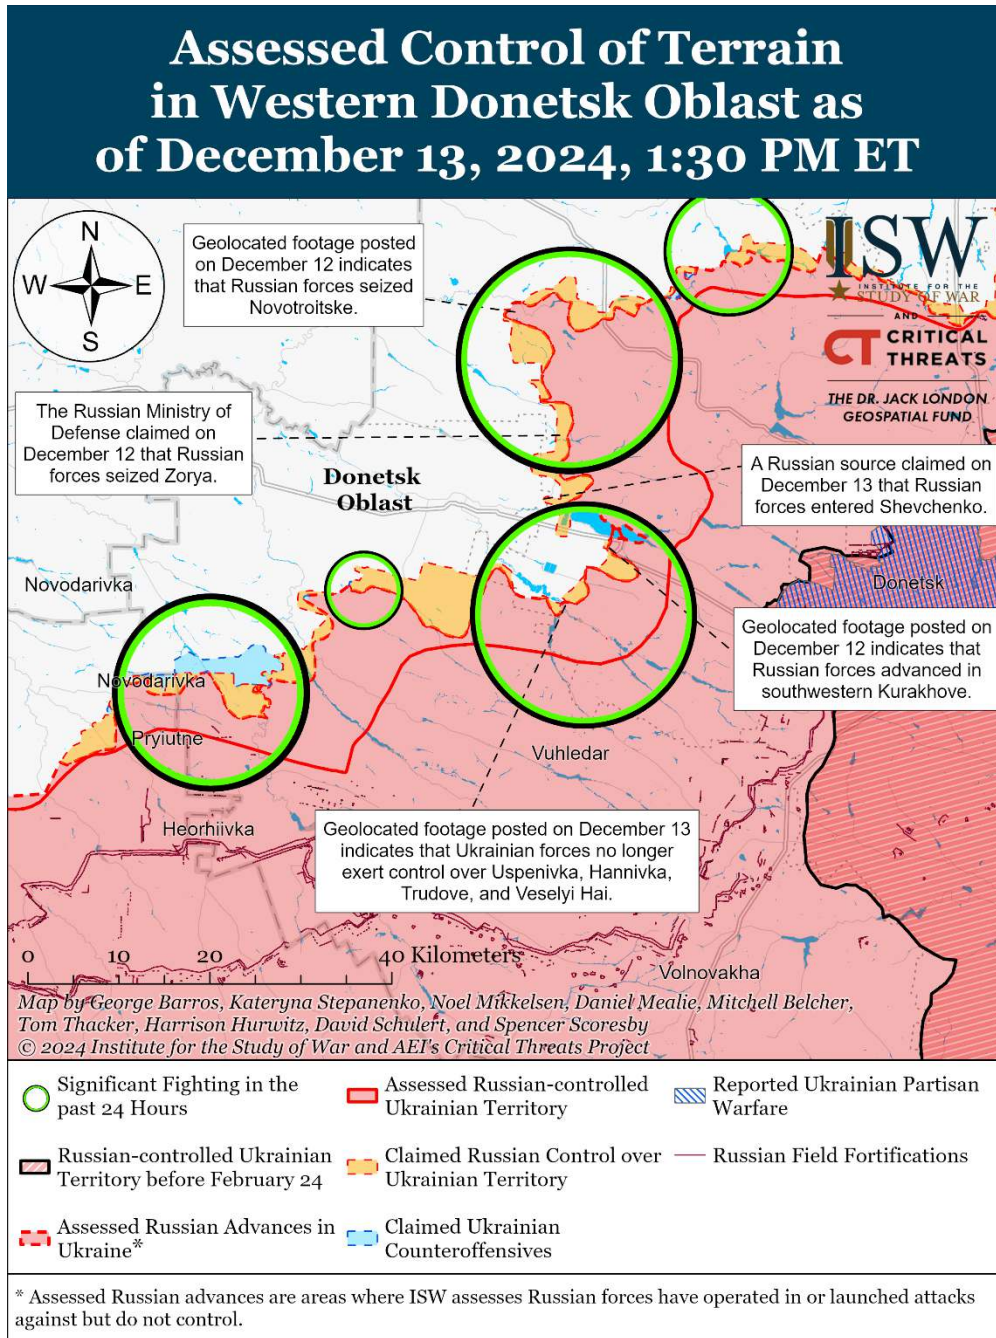 Assessed Control of Terrain
in Western Donetsk Oblast as
of December 13, 2024, 1:30 PM ET
N
W
E
S
Geolocated footage posted
on December 12 indicates
that Russian forces seized
Novotroitske.
ISW
INSTITUTE FOR THE
STUDY OF WAR
AND
CT CRITICAL
THREATS
THE DR. JACK LONDON
GEOSPATIAL FUND
The Russian Ministry of
Defense claimed on
December 12 that Russian
forces seized Zorya.
Donetsk
Oblast
A Russian source claimed on
December 13 that Russian
forces entered Shevchenko.
Novodarivka
Donetsk
Geolocated footage posted on
December 12 indicates that
Russian forces advanced in
southwestern Kurakhove.
Novodarivka
Pryiutne
Vuhledar
Heorhiivka
Geolocated footage posted on December 13
indicates that Ukrainian forces no longer
exert control over Uspenivka, Hannivka,
Trudove, and Veselyi Hai.
0 10 20 40 Kilometers
Volnovakha
Map by George Barros, Kateryna Stepanenko, Noel Mikkelsen, Daniel Mealie, Mitchell Belcher,
Tom Thacker, Harrison Hurwitz, David Schulert, and Spencer Scoresby
© 2024 Institute for the Study of War and AEI's Critical Threats Project
Significant Fighting in the
past 24 Hours
Assessed Russian-controlled
Ukrainian Territory
Reported Ukrainian Partisan
Warfare
Russian-controlled Ukrainian
Territory before February 24
Claimed Russian Control over
Ukrainian Territory
Russian Field Fortifications
Assessed Russian Advances in
Ukraine*
Claimed Ukrainian
Counteroffensives
* Assessed Russian advances are areas where ISW assesses Russian forces have operated in or launched attacks
against but do not control.